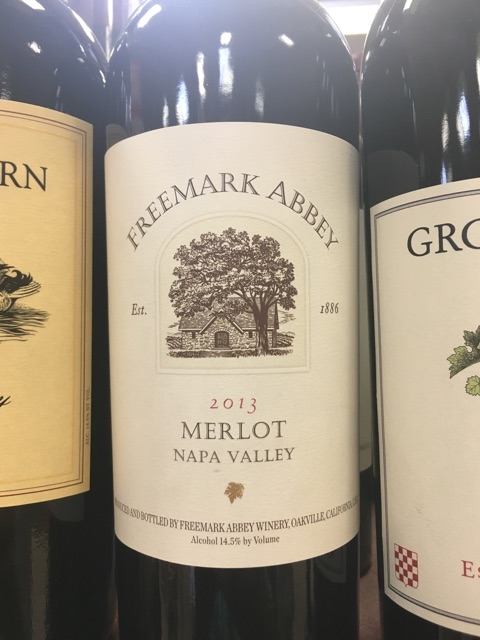 RN
FREEMARK ABBEY
Est. 1886
2013
MERLOT
NAPA VALLEY
AND BOTTLED BY FREEMARK ABBEY WINERY, OAKVILLE, CALIFORNIA,
Alcohol 14.5% by Volume
GRO
Es